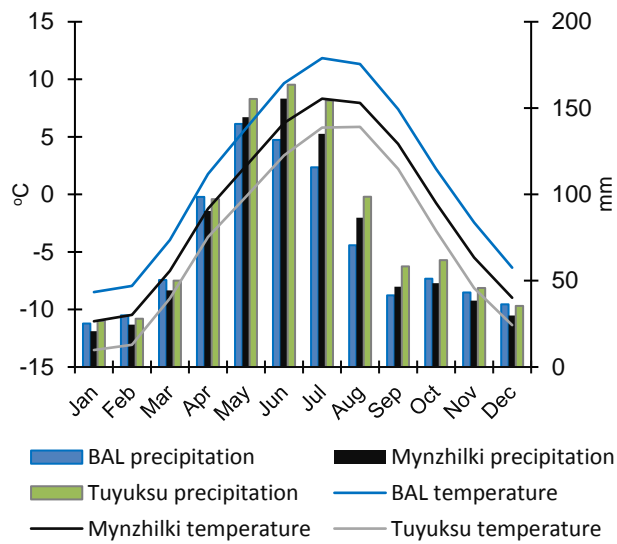 15
10
5
0
-5
-10
-15
200
150
100
50
0
ºC
mm
Jan Feb Mar Apr May Jun Jul Aug Sep Oct Nov Dec
BAL precipitation Mynzhilki precipitation
Tuyuksu precipitation BAL temperature
Mynzhilki temperature Tuyuksu temperature